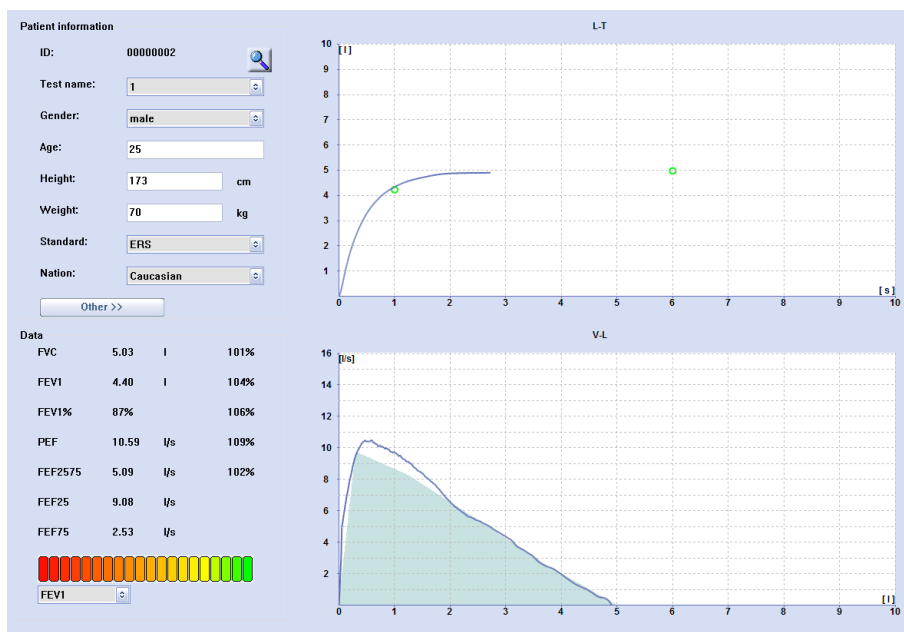 Patient information
ID: 00000002
Test name: 1
Gender: male
Age: 25
Height: 173 cm
Weight: 70 kg
Standard: ERS
Nation: Caucasian
Other >>
Data
FVC 5.03 l 101%
FEV1 4.40 l 104%
FEV1% 87% 106%
PEF 10.59 l/s 109%
FEF2575 5.09 l/s 102%
FEF25 9.08 l/s
FEF75 2.53 l/s
FEV1
L-T
[l]
10
9
8
7
6
5
4
3
2
1
[s]
0 1 2 3 4 5 6 7 8 9 10
V-L
[l/s]
16
14
12
10
8
6
4
2
[l]
0 1 2 3 4 5 6 7 8 9 10